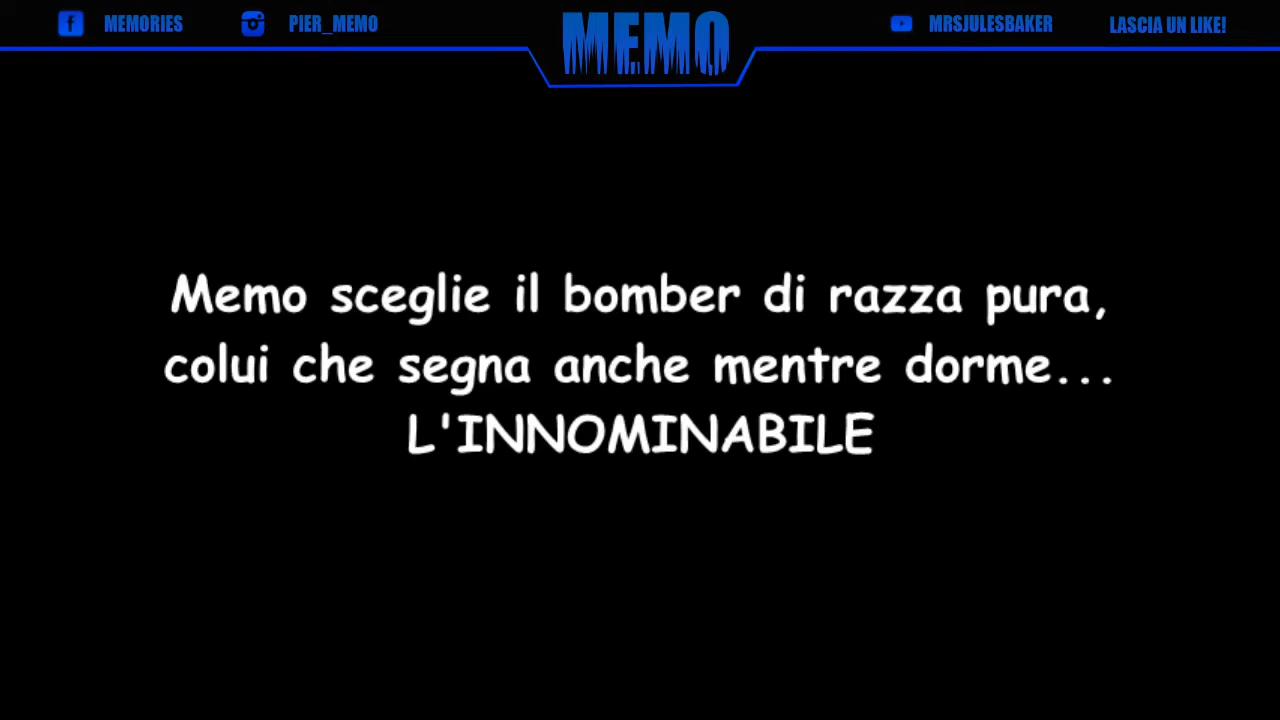 MEMORIES PIER_MEMO MEMO MRSJULESBAKER LASCIA UN LIKE!
Memo sceglie il bomber di razza pura,
colui che segna anche mentre dorme...
L'INNOMINABILE